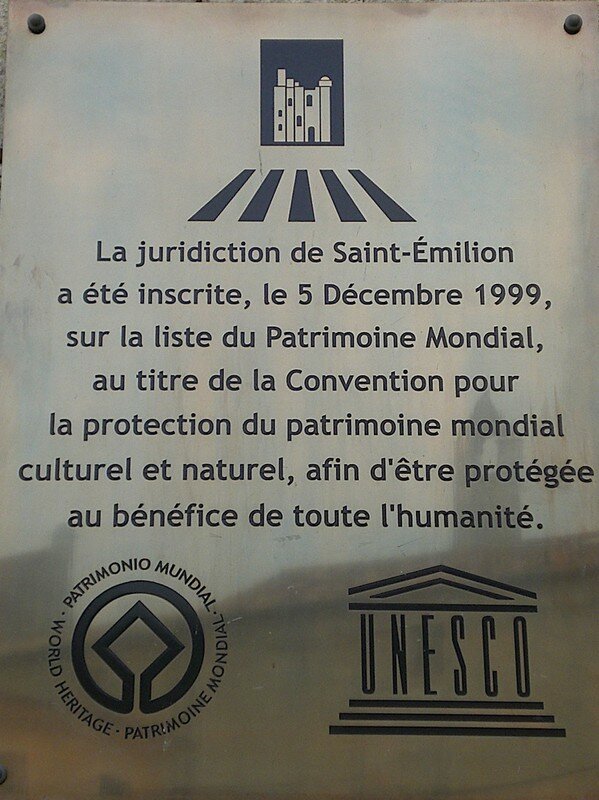 La juridiction de Saint-Émilion
a été inscrite, le 5 Décembre 1999,
sur la liste du Patrimoine Mondial,
au titre de la Convention pour
la protection du patrimoine mondial
culturel et naturel, afin d'être protégée
au bénéfice de toute l'humanité.
· PATRIMONIO MUNDIAL · WORLD HERITAGE · PATRIMOINE MONDIAL
UNESCO